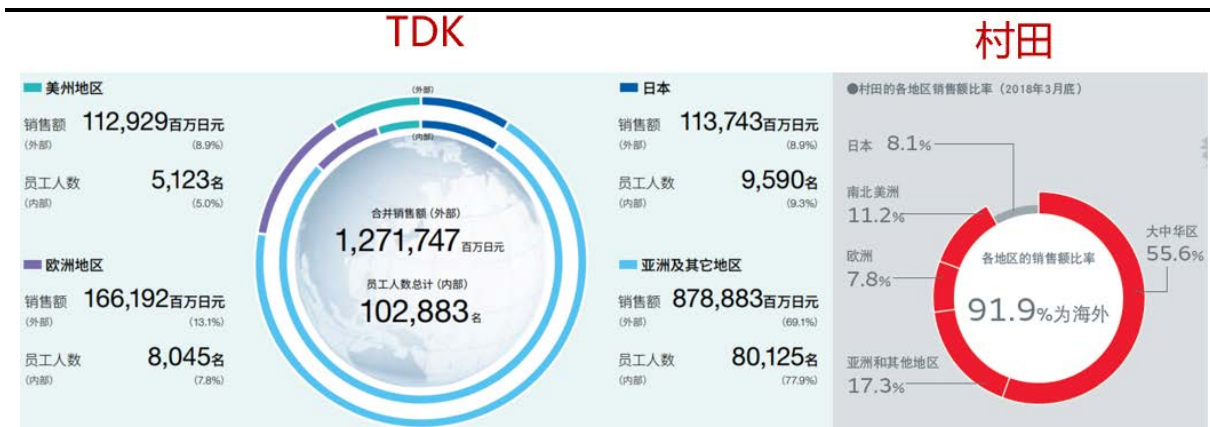 TDK
村田
美州地区
销售额 112,929百万日元
(外部) (8.9%)
员工人数 5,123名
(内部) (5.0%)
欧洲地区
销售额 166,192百万日元
(外部) (13.1%)
员工人数 8,045名
(内部) (7.8%)
(外部)
(内部)
合并销售额(外部)
1,271,747 百万日元
员工人数总计(内部)
102,883名
日本
销售额 113,743百万日元
(外部) (8.9%)
员工人数 9,590名
(内部) (9.3%)
亚洲及其它地区
销售额 878,883百万日元
(外部) (69.1%)
员工人数 80,125名
(内部) (77.9%)
●村田的各地区销售额比率(2018年3月底)
日本 8.1%
南北美洲
11.2%
欧洲
7.8%
亚洲和其他地区
17.3%
大中华区
55.6%
各地区的销售额比率
91.9%为海外